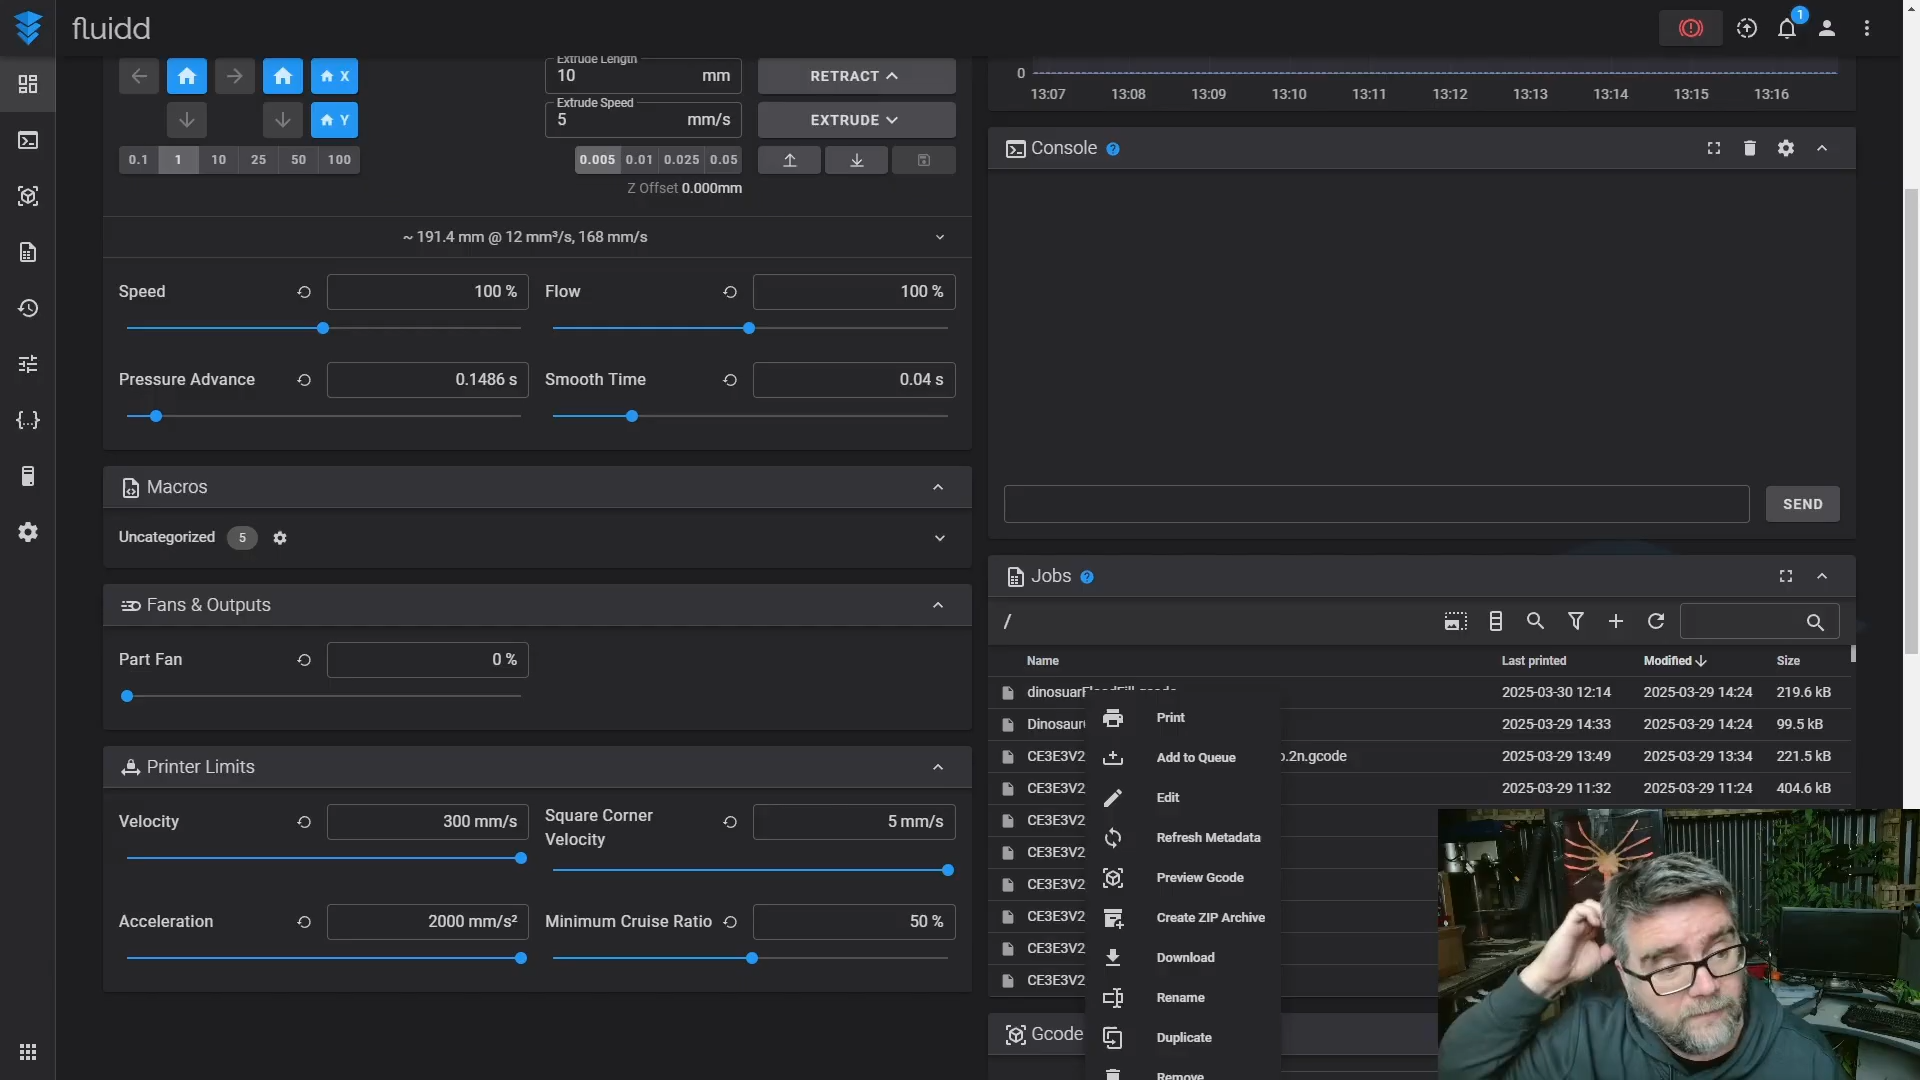 fluidd
1
Extrude Length
10 mm
RETRACT
X
Extrude Speed
5 mm/s
EXTRUDE
Y
0.1 1 10 25 50 100
0.005 0.01 0.025 0.05
Z Offset 0.000mm
~ 191.4 mm @ 12 mm³/s, 168 mm/s
Speed 100 %
Flow 100 %
Pressure Advance 0.1486 s
Smooth Time 0.04 s
Macros
Uncategorized 5
Fans & Outputs
Part Fan 0 %
Printer Limits
Velocity 300 mm/s
Square Corner
Velocity
5 mm/s
Acceleration 2000 mm/s²
Minimum Cruise Ratio 50 %
0
13:07 13:08 13:09 13:10 13:11 13:12 13:13 13:14 13:15 13:16
Console
SEND
Jobs
/
Name Last printed Modified Size
2025-03-30 12:14 2025-03-29 14:24 219.6 kB
2025-03-29 14:33 2025-03-29 14:24 99.5 kB
CE3E3V2 .2n.gcode 2025-03-29 13:49 2025-03-29 13:34 221.5 kB
CE3E3V2 2025-03-29 11:32 2025-03-29 11:24 404.6 kB
CE3E3V2
CE3E3V2
CE3E3V2
CE3E3V2
CE3E3V2
CE3E3V2
Gcode
Print
Add to Queue
Edit
Refresh Metadata
Preview Gcode
Create ZIP Archive
Download
Rename
Duplicate
Remove